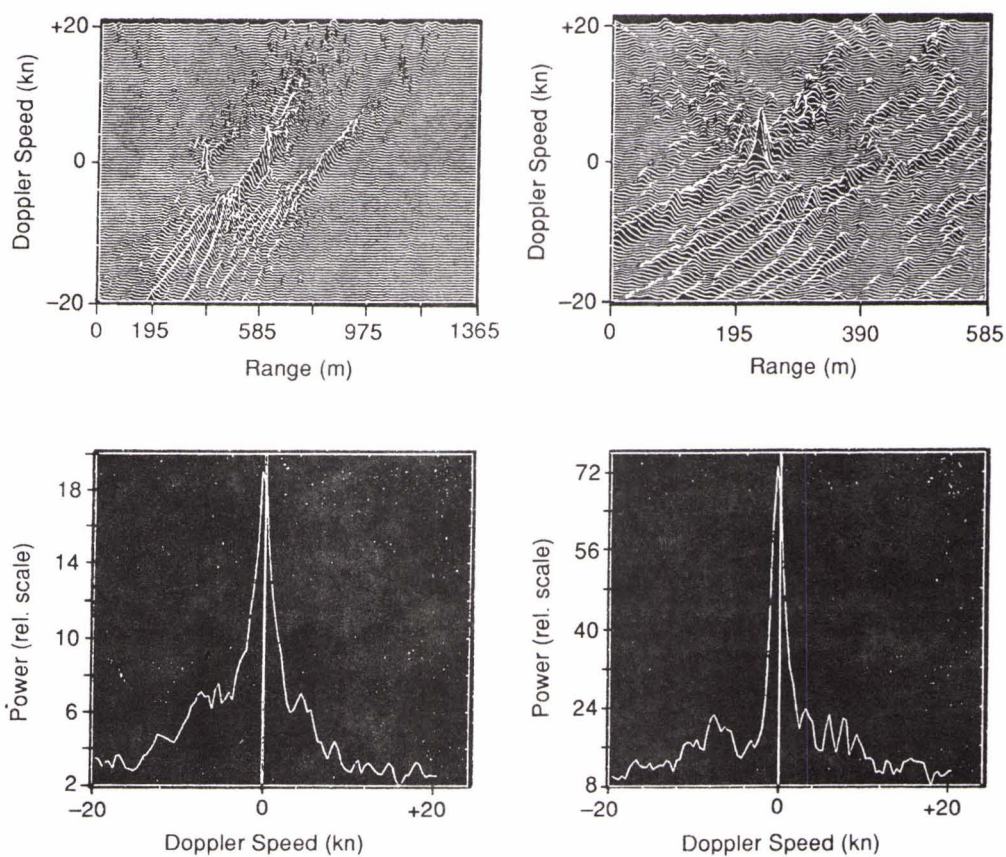 +20
0
−20
Doppler Speed (kn)
0 195 585 975 1365
Range (m)
+20
0
−20
Doppler Speed (kn)
0 195 390 585
Range (m)
18
14
10
6
2
Power (rel. scale)
−20 0 +20
Doppler Speed (kn)
72
56
40
24
8
Power (rel. scale)
−20 0 +20
Doppler Speed (kn)